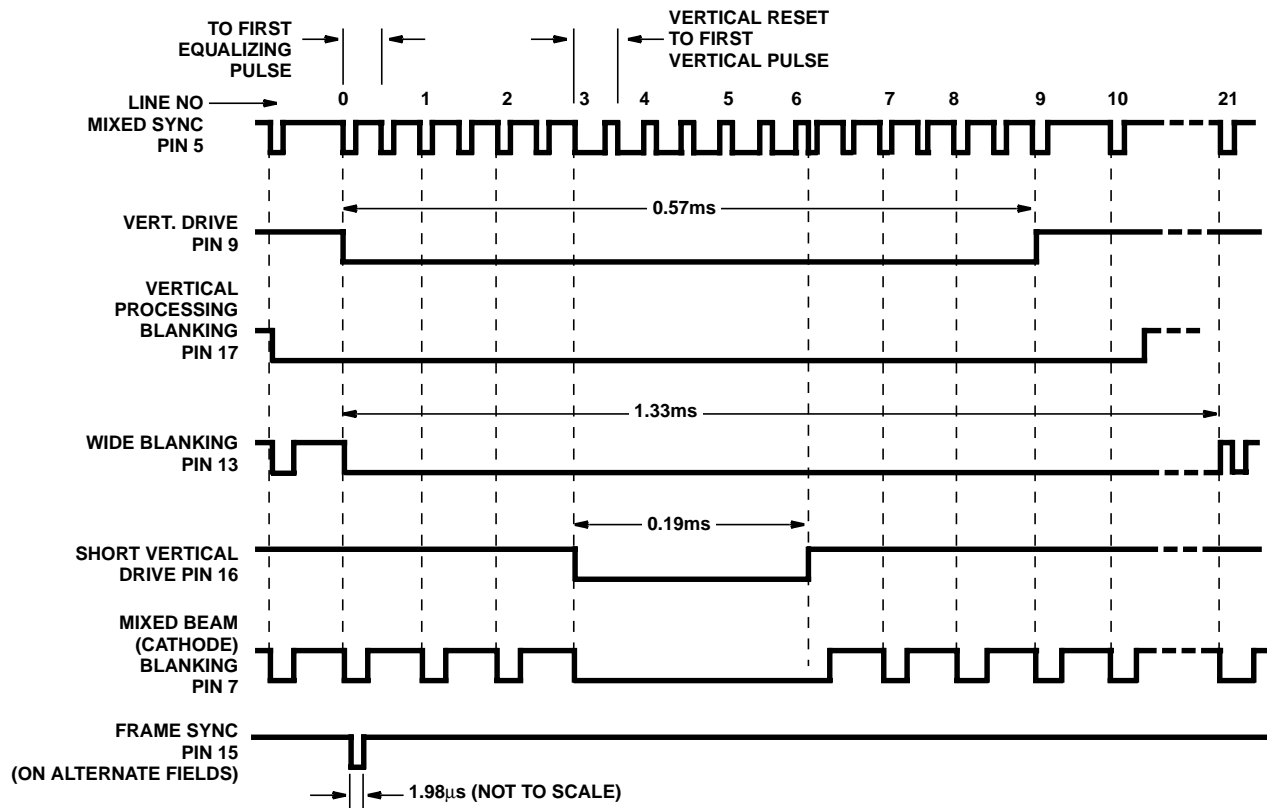 TO FIRST
EQUALIZING
PULSE
VERTICAL RESET
TO FIRST
VERTICAL PULSE
LINE NO
0 1 2 3 4 5 6 7 8 9 10 21
MIXED SYNC
PIN 5
0.57ms
VERT. DRIVE
PIN 9
VERTICAL
PROCESSING
BLANKING
PIN 17
1.33ms
WIDE BLANKING
PIN 13
0.19ms
SHORT VERTICAL
DRIVE PIN 16
MIXED BEAM
(CATHODE)
BLANKING
PIN 7
FRAME SYNC
PIN 15
(ON ALTERNATE FIELDS)
1.98μs (NOT TO SCALE)